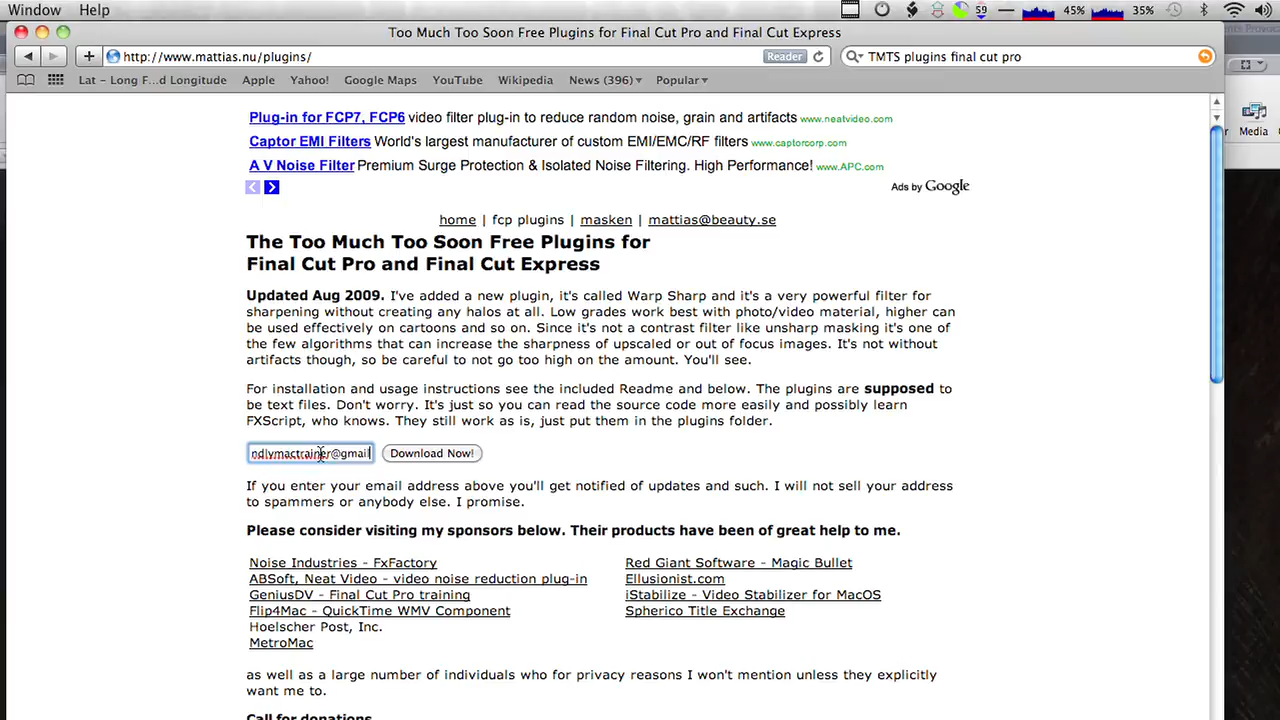 Window Help 59 45% 35%
Too Much Too Soon Free Plugins for Final Cut Pro and Final Cut Express
http://www.mattias.nu/plugins/ Reader TMTS plugins final cut pro
Lat – Long F...d Longitude Apple Yahoo! Google Maps YouTube Wikipedia News (396) Popular
Media
Plug-in for FCP7, FCP6 video filter plug-in to reduce random noise, grain and artifacts www.neatvideo.com
Captor EMI Filters World's largest manufacturer of custom EMI/EMC/RF filters www.captorcorp.com
A V Noise Filter Premium Surge Protection & Isolated Noise Filtering. High Performance! www.APC.com
Ads by Google
home | fcp plugins | masken | mattias@beauty.se
The Too Much Too Soon Free Plugins for
Final Cut Pro and Final Cut Express
Updated Aug 2009. I've added a new plugin, it's called Warp Sharp and it's a very powerful filter for
sharpening without creating any halos at all. Low grades work best with photo/video material, higher can
be used effectively on cartoons and so on. Since it's not a contrast filter like unsharp masking it's one of
the few algorithms that can increase the sharpness of upscaled or out of focus images. It's not without
artifacts though, so be careful to not go too high on the amount. You'll see.
For installation and usage instructions see the included Readme and below. The plugins are supposed to
be text files. Don't worry. It's just so you can read the source code more easily and possibly learn
FXScript, who knows. They still work as is, just put them in the plugins folder.
ndlymactrainer@gmail Download Now!
If you enter your email address above you'll get notified of updates and such. I will not sell your address
to spammers or anybody else. I promise.
Please consider visiting my sponsors below. Their products have been of great help to me.
Noise Industries - FxFactory Red Giant Software - Magic Bullet
ABSoft, Neat Video - video noise reduction plug-in Ellusionist.com
GeniusDV - Final Cut Pro training iStabilize - Video Stabilizer for MacOS
Flip4Mac - QuickTime WMV Component Spherico Title Exchange
Hoelscher Post, Inc.
MetroMac
as well as a large number of individuals who for privacy reasons I won't mention unless they explicitly
want me to.
Call for donations